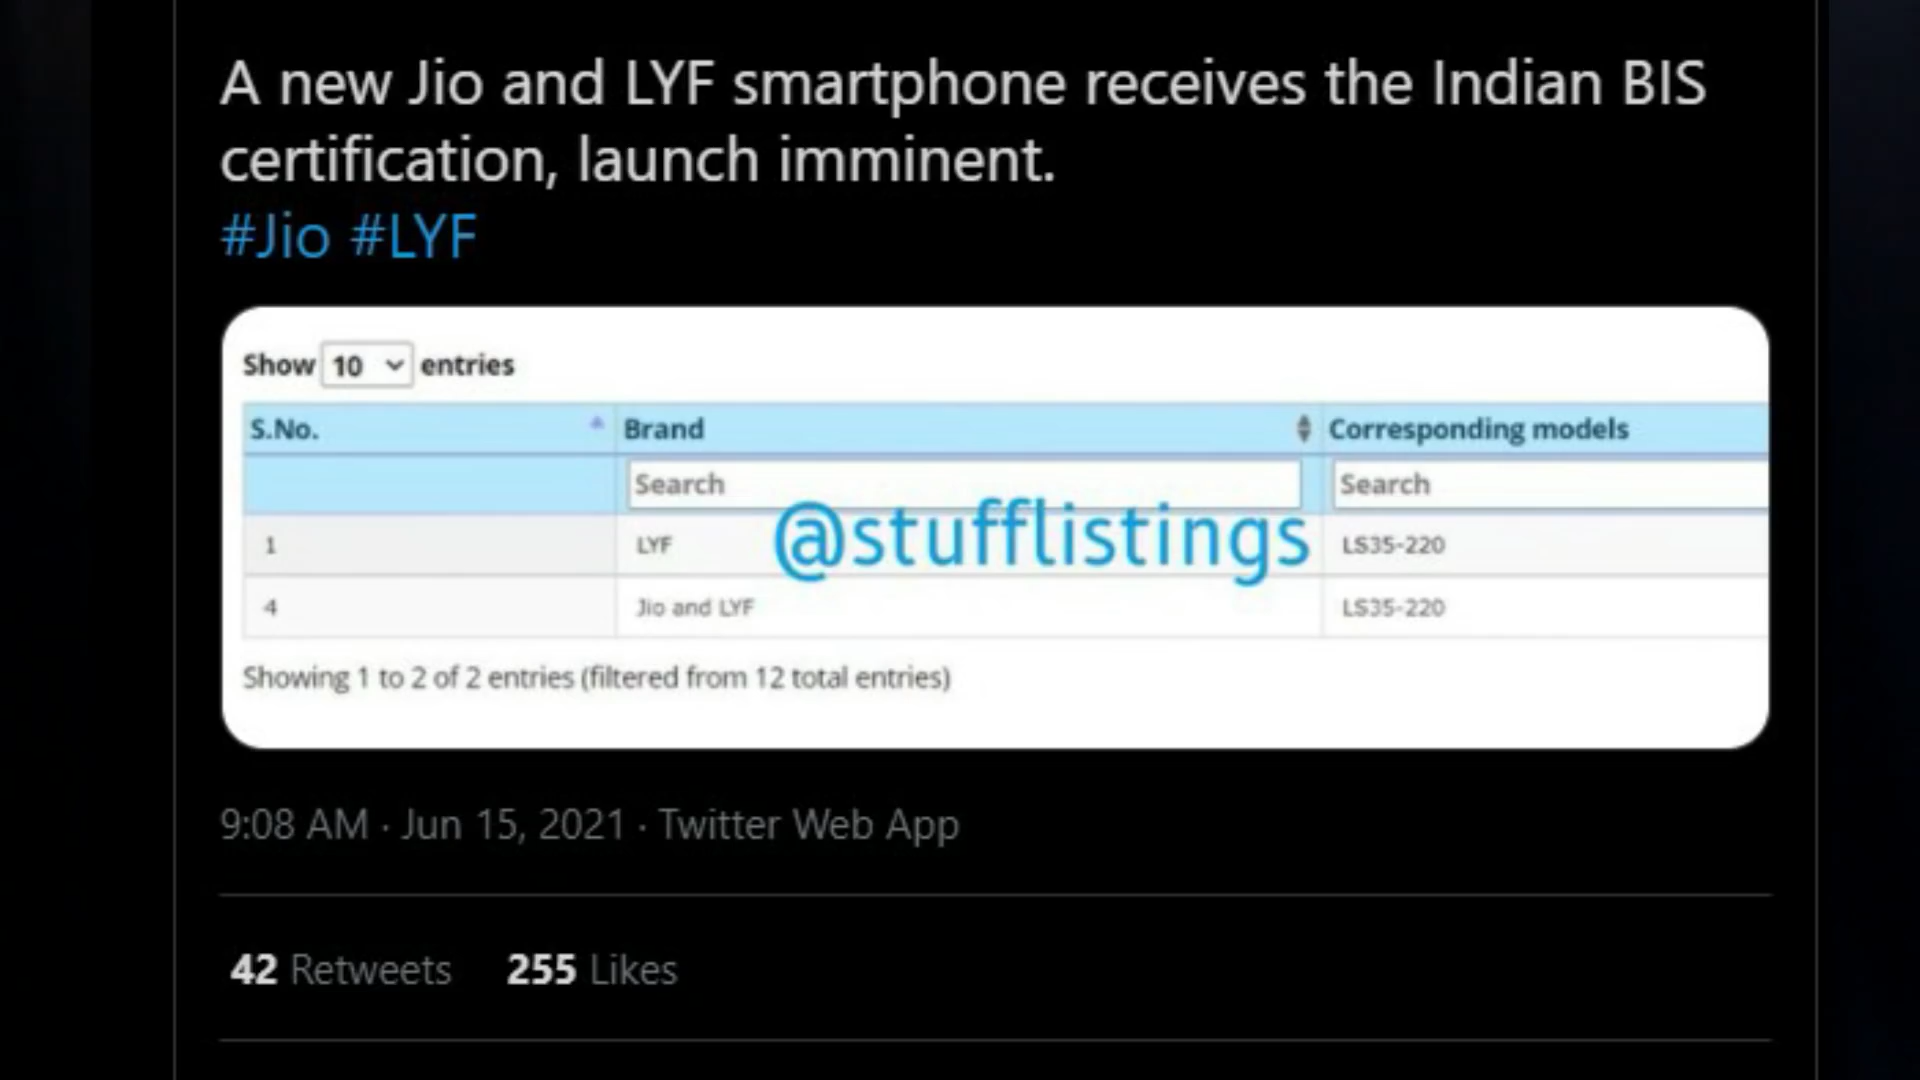 A new Jio and LYF smartphone receives the Indian BIS
certification, launch imminent.
#Jio #LYF
Show 10 entries
S.No. Brand Corresponding models
Search Search
@stufflistings
1 LYF LS35-220
4 Jio and LYF LS35-220
Showing 1 to 2 of 2 entries (filtered from 12 total entries)
9:08 AM · Jun 15, 2021 · Twitter Web App
42 Retweets 255 Likes